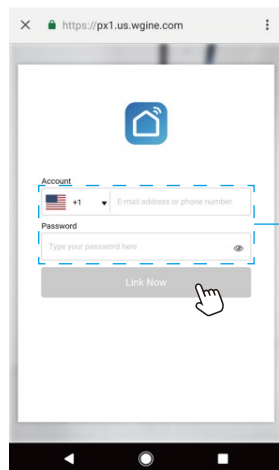 https://px1.us.wgine.com
Account
+1 E-mail address or phone number
Password
Type your password here
Link Now